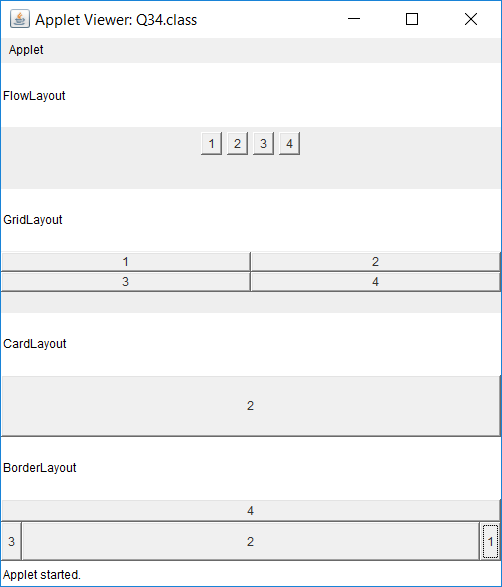 Applet Viewer: Q34.class
Applet
FlowLayout
1 2 3 4
GridLayout
1 2
3 4
CardLayout
2
BorderLayout
4
3 2 1
Applet started.